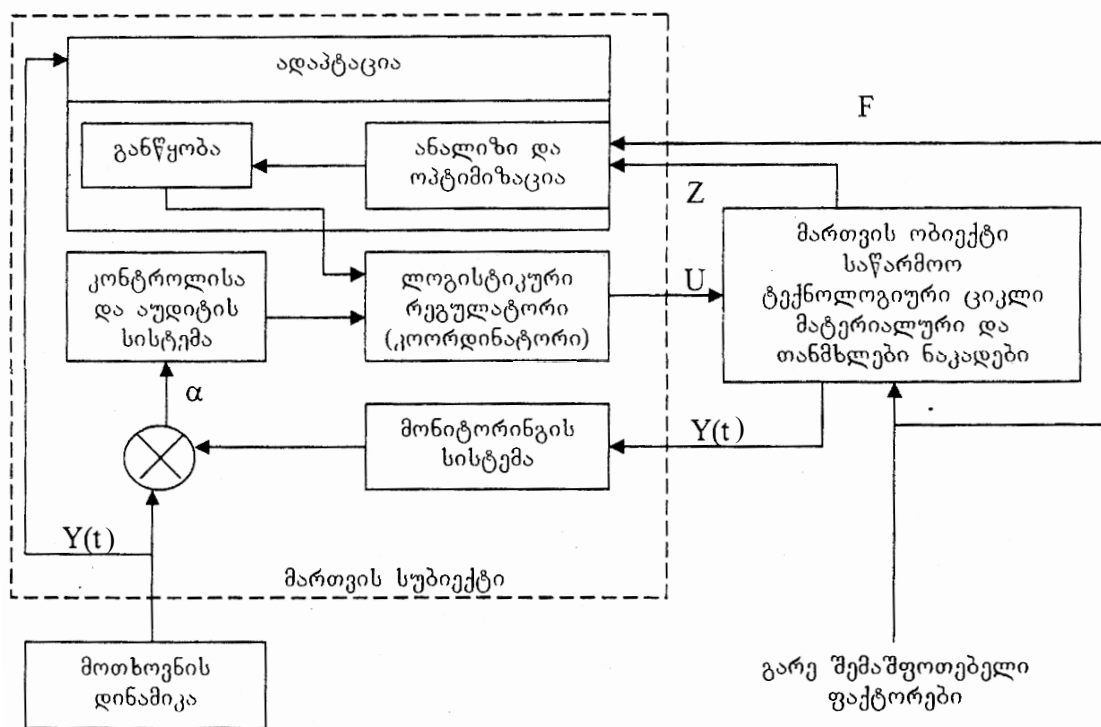 ადაპტაცია
F
განწყობა
ანალიზი და
ოპტიმიზაცია
Z
მართვის ობიექტი
საწარმოო
ტექნოლოგიური ციკლი
მატერიალური და
თანმხლები ნაკადები
კონტროლისა
და აუდიტის
სისტემა
ლოგისტიკური
რეგულატორი
(კოორდინატორი)
U
α
მონიტორინგის
სისტემა
Y(t)
Y(t)
მართვის სუბიექტი
მოთხოვნის
დინამიკა
გარე შემაშფოთებელი
ფაქტორები